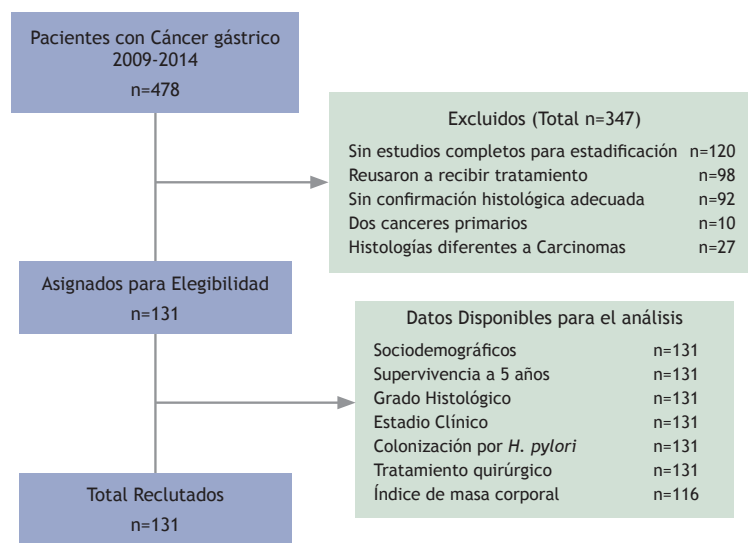 Pacientes con Cáncer gástrico
2009-2014
n=478
Excluidos (Total n=347)
Sin estudios completos para estadificación n=120
Reusaron a recibir tratamiento n=98
Sin confirmación histológica adecuada n=92
Dos canceres primarios n=10
Histologías diferentes a Carcinomas n=27
Asignados para Elegibilidad
n=131
Datos Disponibles para el análisis
Sociodemográficos n=131
Supervivencia a 5 años n=131
Grado Histológico n=131
Estadio Clínico n=131
Colonización por H. pylori n=131
Tratamiento quirúrgico n=131
Índice de masa corporal n=116
Total Reclutados
n=131